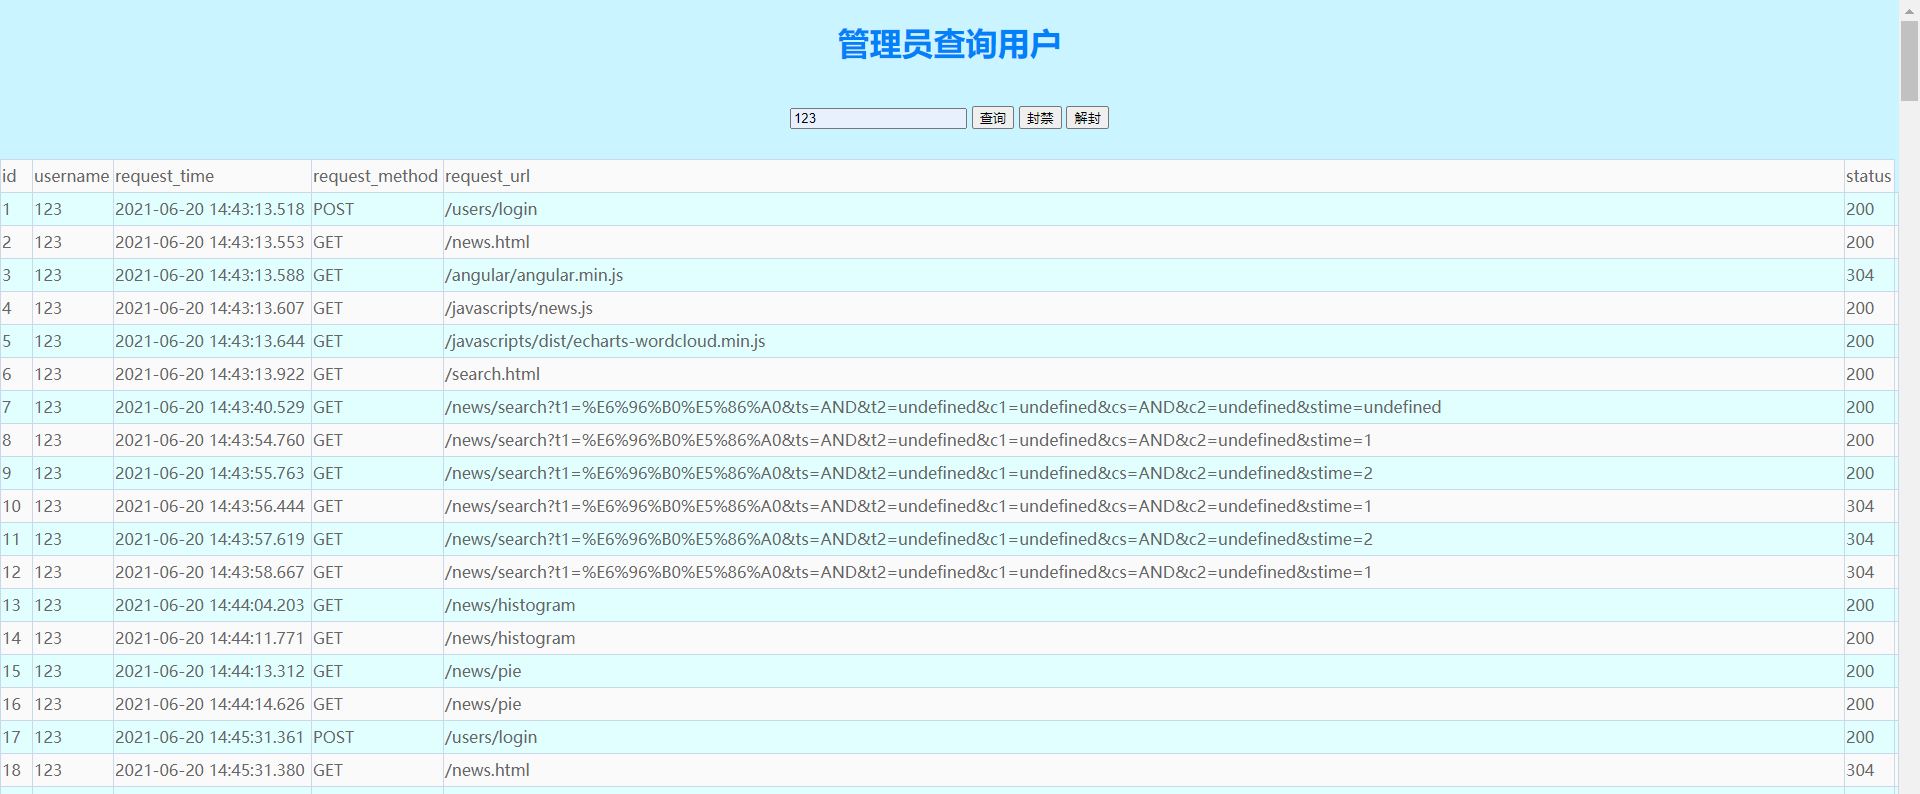 管理员查询用户
123 查询 封禁 解封
id username request_time request_method request_url status
1 123 2021-06-20 14:43:13.518 POST /users/login 200
2 123 2021-06-20 14:43:13.553 GET /news.html 200
3 123 2021-06-20 14:43:13.588 GET /angular/angular.min.js 304
4 123 2021-06-20 14:43:13.607 GET /javascripts/news.js 200
5 123 2021-06-20 14:43:13.644 GET /javascripts/dist/echarts-wordcloud.min.js 200
6 123 2021-06-20 14:43:13.922 GET /search.html 200
7 123 2021-06-20 14:43:40.529 GET /news/search?t1=%E6%96%B0%E5%86%A0&ts=AND&t2=undefined&c1=undefined&cs=AND&c2=undefined&stime=undefined 200
8 123 2021-06-20 14:43:54.760 GET /news/search?t1=%E6%96%B0%E5%86%A0&ts=AND&t2=undefined&c1=undefined&cs=AND&c2=undefined&stime=1 200
9 123 2021-06-20 14:43:55.763 GET /news/search?t1=%E6%96%B0%E5%86%A0&ts=AND&t2=undefined&c1=undefined&cs=AND&c2=undefined&stime=2 200
10 123 2021-06-20 14:43:56.444 GET /news/search?t1=%E6%96%B0%E5%86%A0&ts=AND&t2=undefined&c1=undefined&cs=AND&c2=undefined&stime=1 304
11 123 2021-06-20 14:43:57.619 GET /news/search?t1=%E6%96%B0%E5%86%A0&ts=AND&t2=undefined&c1=undefined&cs=AND&c2=undefined&stime=2 304
12 123 2021-06-20 14:43:58.667 GET /news/search?t1=%E6%96%B0%E5%86%A0&ts=AND&t2=undefined&c1=undefined&cs=AND&c2=undefined&stime=1 304
13 123 2021-06-20 14:44:04.203 GET /news/histogram 200
14 123 2021-06-20 14:44:11.771 GET /news/histogram 200
15 123 2021-06-20 14:44:13.312 GET /news/pie 200
16 123 2021-06-20 14:44:14.626 GET /news/pie 200
17 123 2021-06-20 14:45:31.361 POST /users/login 200
18 123 2021-06-20 14:45:31.380 GET /news.html 304